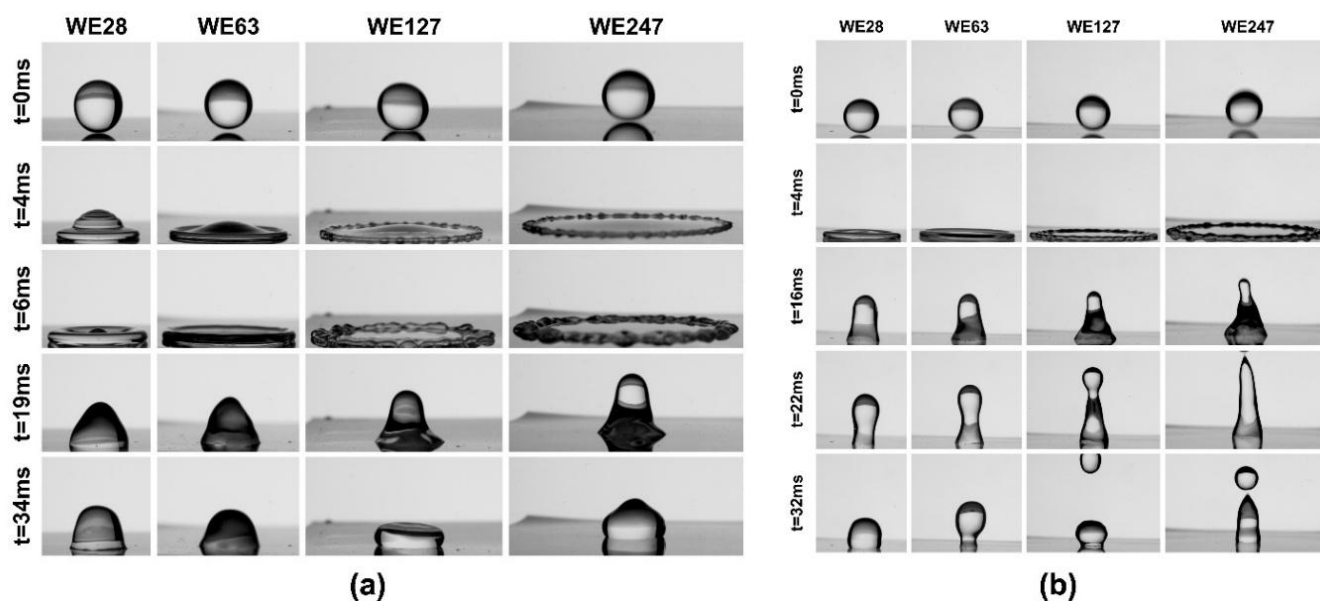 WE28 WE63 WE127 WE247
t=0ms
t=4ms
t=6ms
t=19ms
t=34ms
(a)
WE28 WE63 WE127 WE247
t=0ms
t=4ms
t=16ms
t=22ms
t=32ms
(b)